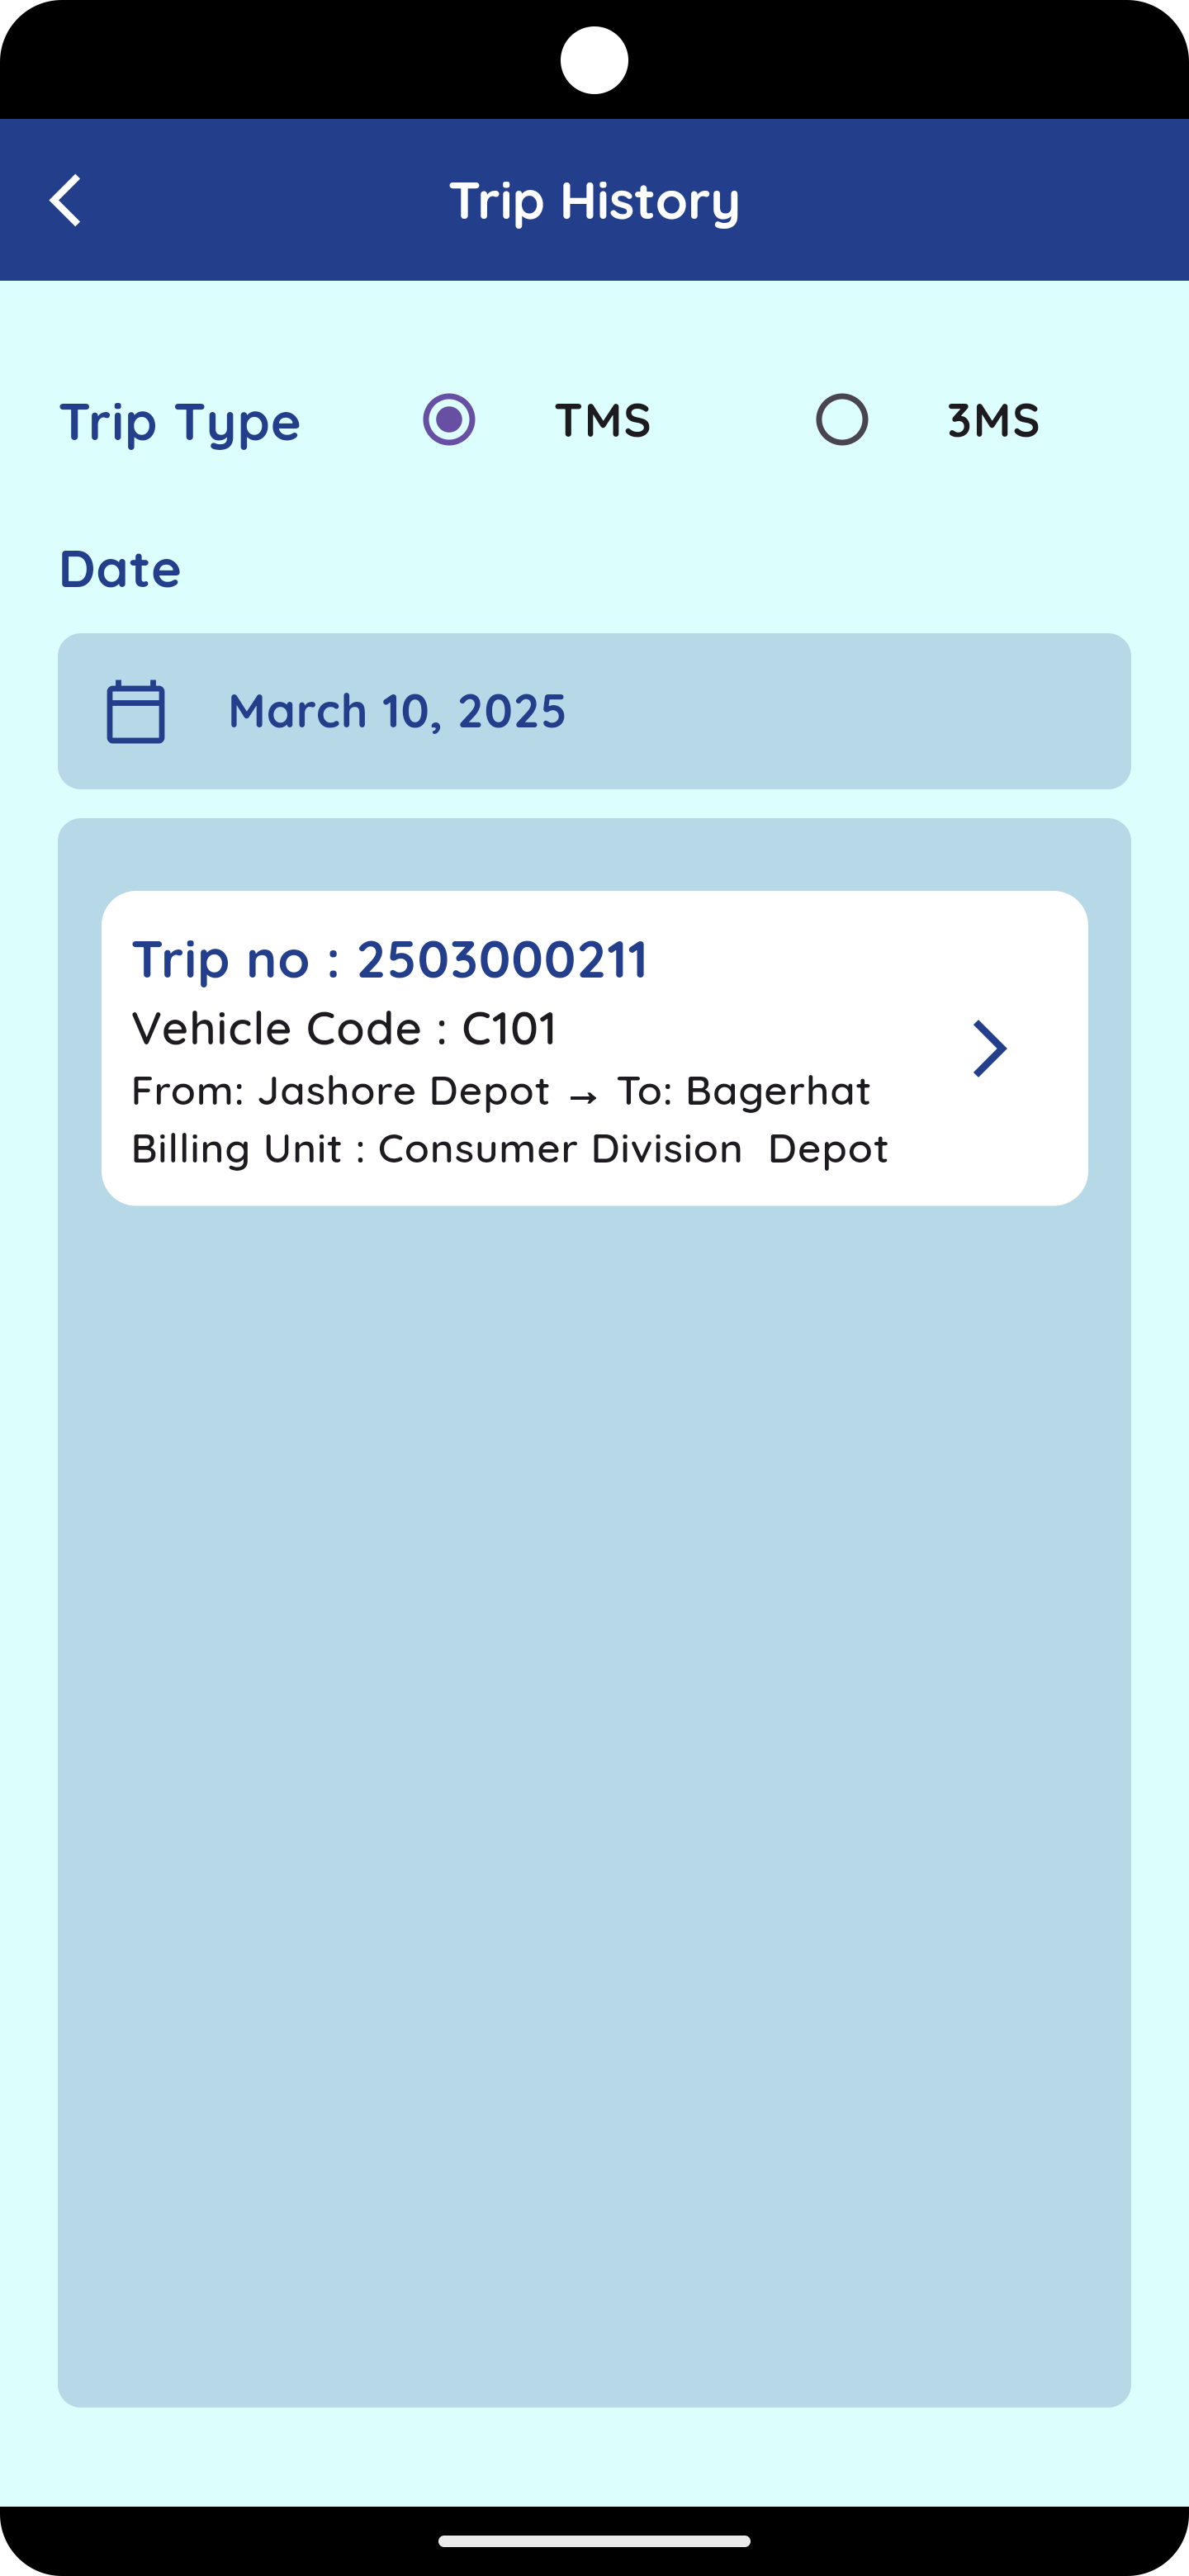 Trip History
Trip Type TMS 3MS
Date
March 10, 2025
Trip no : 2503000211
Vehicle Code : C101
From: Jashore Depot → To: Bagerhat
Billing Unit : Consumer Division  Depot